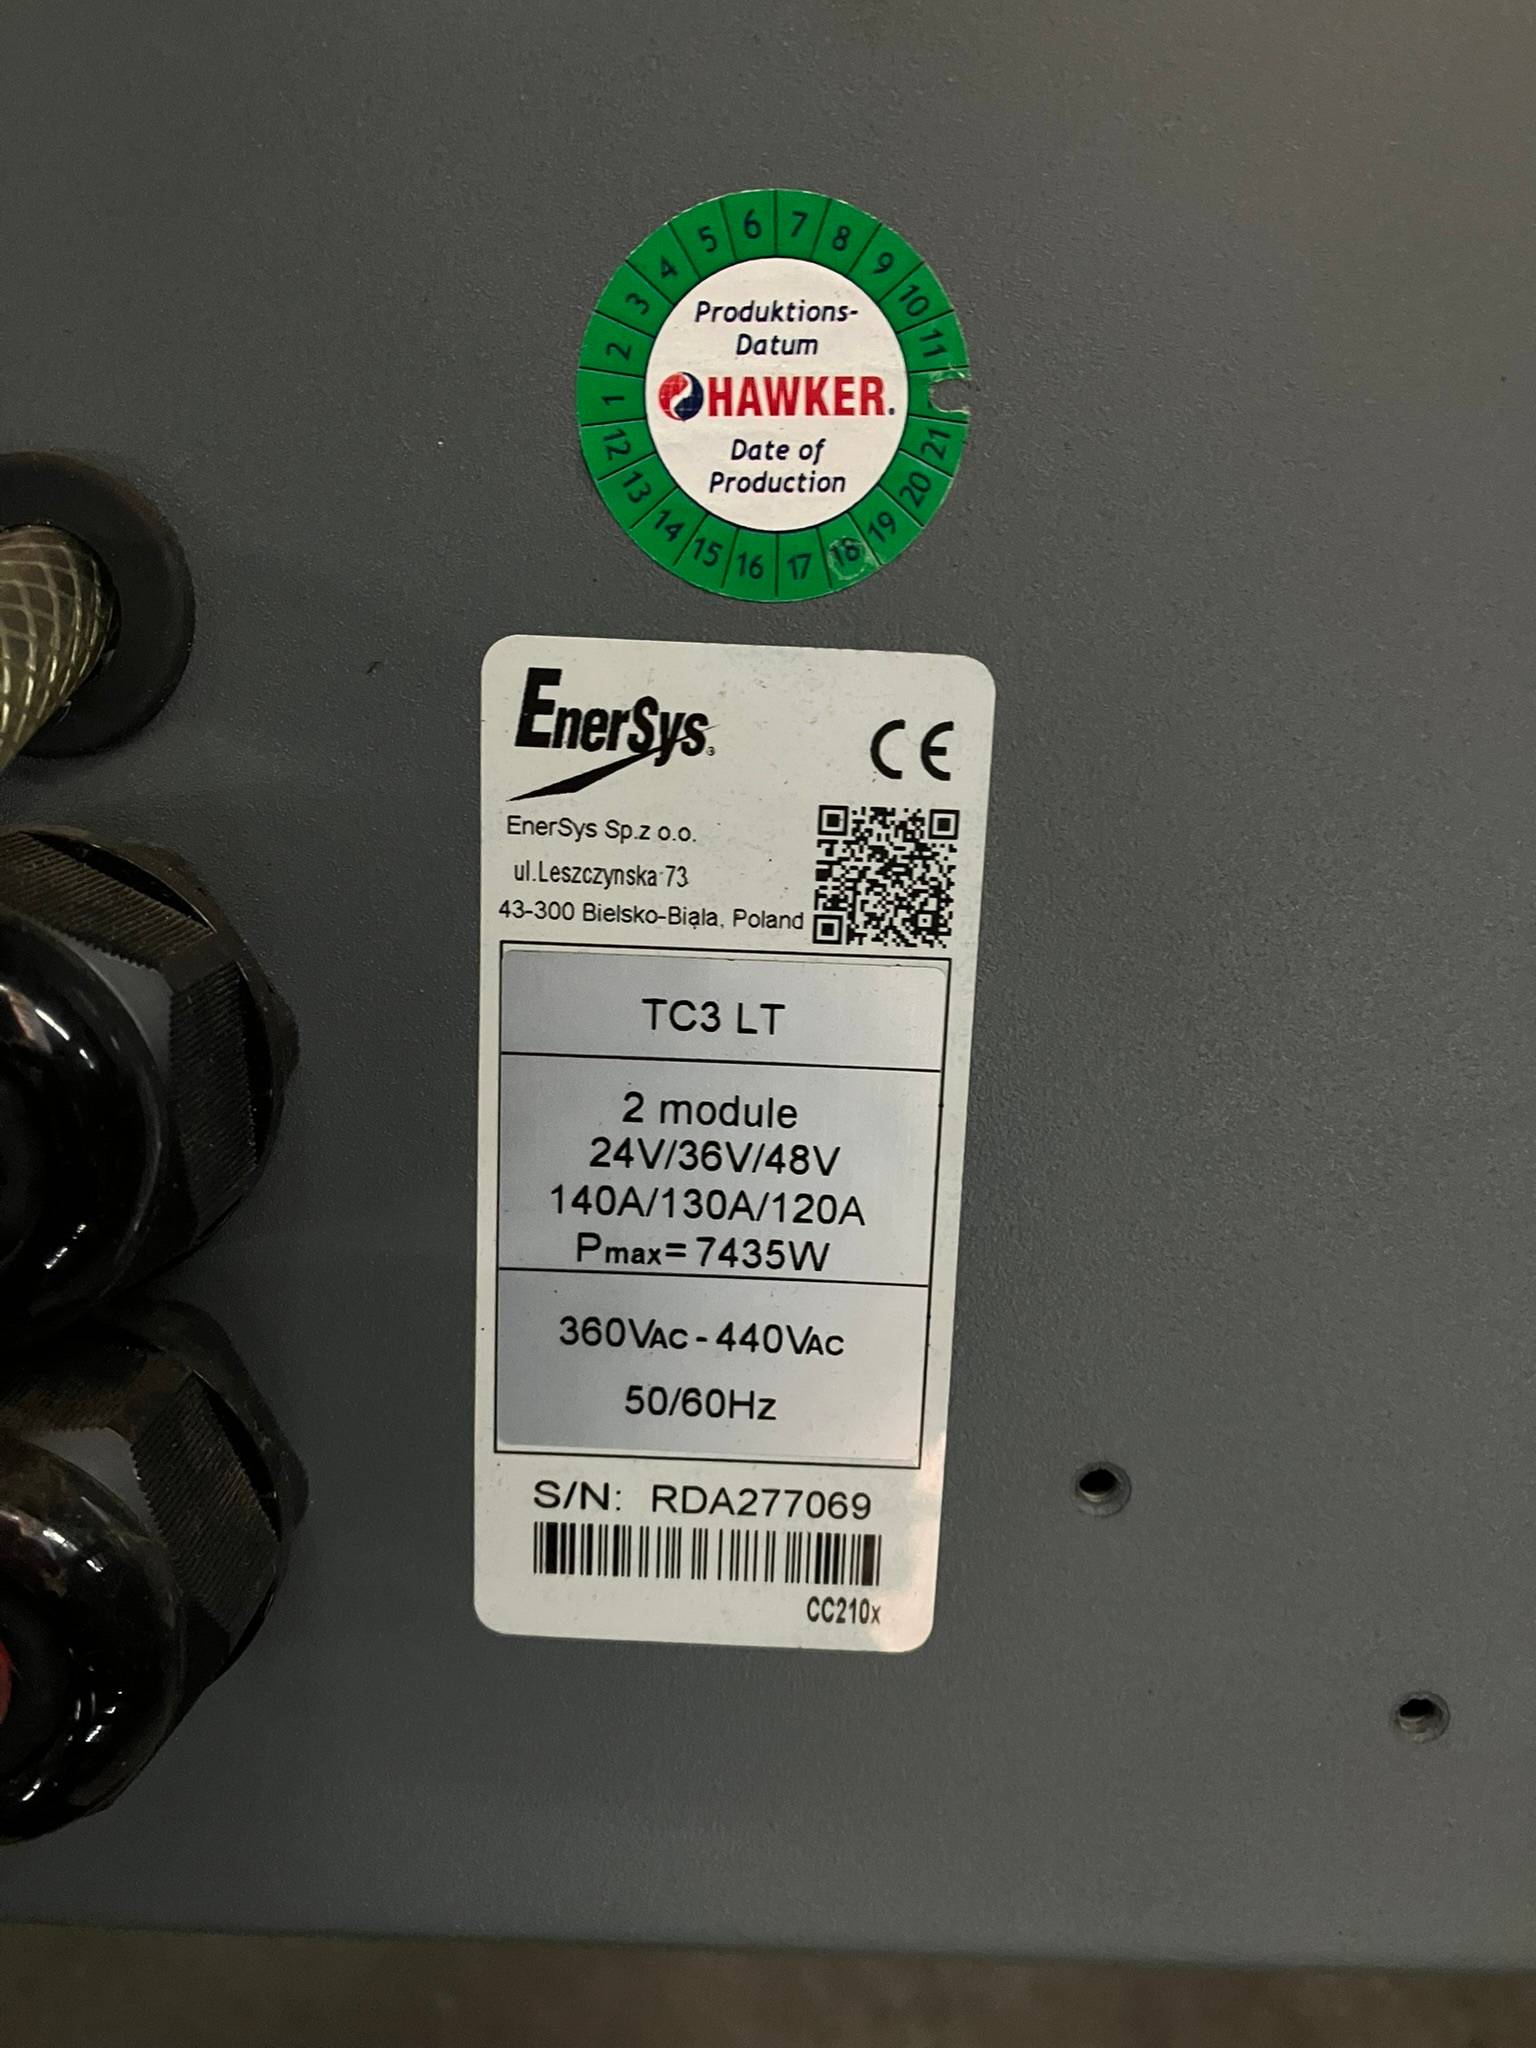 1 2 3 4 5 6 7 8 9 10 11
Produktions-
Datum
HAWKER.
Date of
Production
12 13 14 15 16 17 18 19 20 21
EnerSys®
CE
EnerSys Sp.z o.o.
ul.Leszczynska 73
43-300 Bielsko-Biąla, Poland
TC3 LT
2 module
24V/36V/48V
140A/130A/120A
Pmax= 7435W
360VAC - 440VAC
50/60Hz
S/N: RDA277069
CC210x